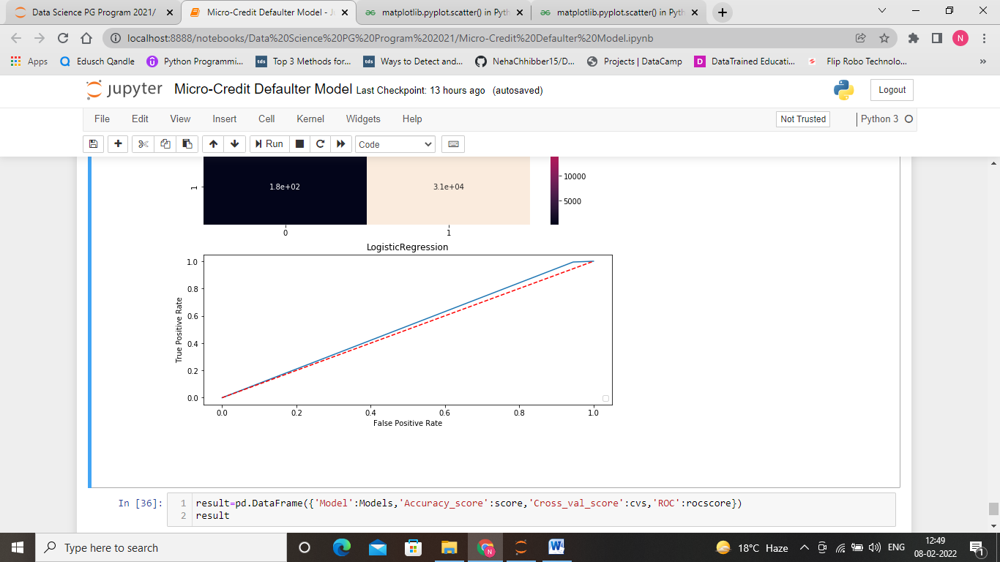 Data Science PG Program 2021/
Micro-Credit Defaulter Model - Ju
matplotlib.pyplot.scatter() in Pyth
matplotlib.pyplot.scatter() in Pyth
localhost:8888/notebooks/Data%20Science%20PG%20Program%202021/Micro-Credit%20Defaulter%20Model.ipynb
N
Apps
Edusch Qandle
Python Programmi...
tds Top 3 Methods for...
tds Ways to Detect and...
NehaChhibber15/D...
Projects | DataCamp
D DataTrained Educati...
Flip Robo Technolo...
»
jupyter Micro-Credit Defaulter Model Last Checkpoint: 13 hours ago (autosaved)
Logout
File Edit View Insert Cell Kernel Widgets Help
Not Trusted
Python 3
Run
Code
1
1.8e+02
3.1e+04
10000
5000
0
1
LogisticRegression
True Positive Rate
1.0
0.8
0.6
0.4
0.2
0.0
0.0 0.2 0.4 0.6 0.8 1.0
False Positive Rate
In [36]:
1 result=pd.DataFrame({'Model':Models,'Accuracy_score':score,'Cross_val_score':cvs,'ROC':rocscore})
2 result
Type here to search
N
W
18°C Haze
ENG
12:49
08-02-2022
1